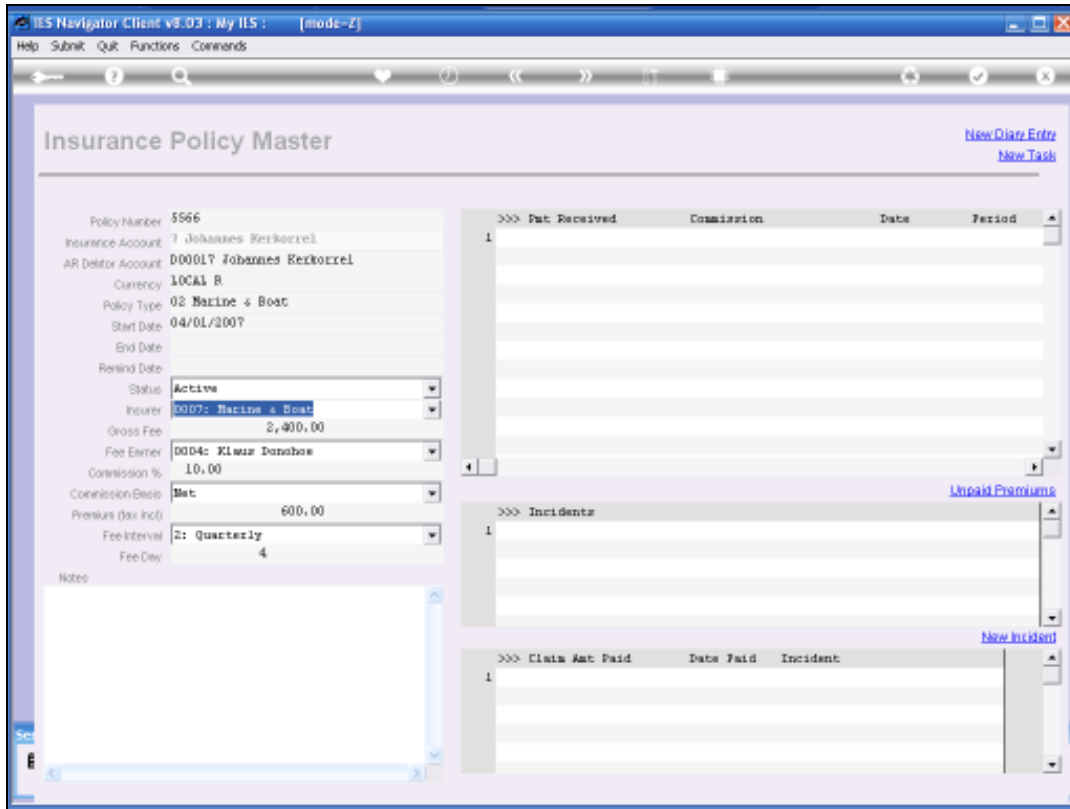 IES Navigator Client v8.03 : My IES : [mode=Z]
Help Submit Quit Functions Commands
Insurance Policy Master
New Diary Entry
New Task
Policy Number 5566
Insurance Account 7 Johannes Kerkorrel
AR Debtor Account D00017 Johannes Kerkorrel
Currency LOCAL R
Policy Type 02 Marine & Boat
Start Date 04/01/2007
End Date
Remind Date
Status Active
Insurer 0007: Marine & Boat
Gross Fee 2,400.00
Fee Earner 0004: Klaus Donohoe
Commission % 10.00
Commission Basis Net
Premium (tax incl) 600.00
Fee Interval 2: Quarterly
Fee Day 4
Notes
>>> Pmt Received Commission Date Period
1
Unpaid Premiums
>>> Incidents
1
New Incident
>>> Claim Amt Paid Date Paid Incident
1